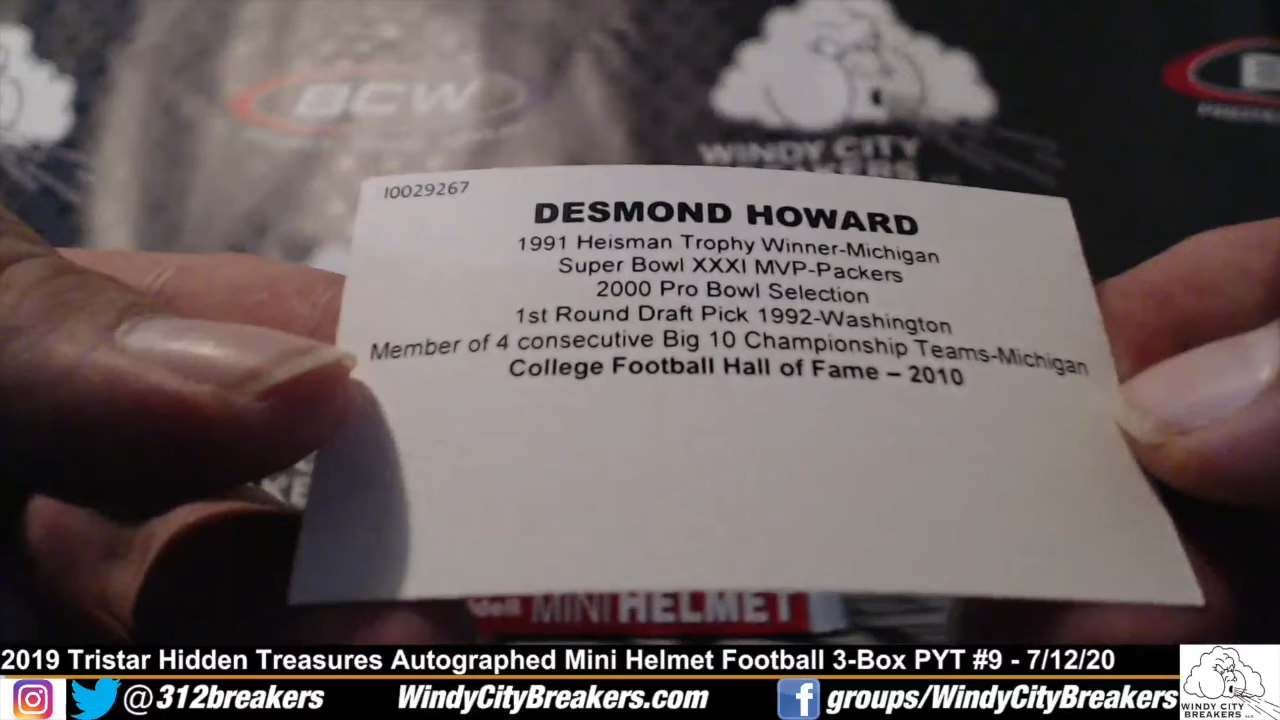 BCW
WINDY CITY
BREAKERS
I0029267
DESMOND HOWARD
1991 Heisman Trophy Winner-Michigan
Super Bowl XXXI MVP-Packers
2000 Pro Bowl Selection
1st Round Draft Pick 1992-Washington
Member of 4 consecutive Big 10 Championship Teams-Michigan
College Football Hall of Fame – 2010
MINI HELMET
2019 Tristar Hidden Treasures Autographed Mini Helmet Football 3-Box PYT #9 - 7/12/20
@312breakers WindyCityBreakers.com groups/WindyCityBreakers
WINDY CITY
BREAKERS LLC